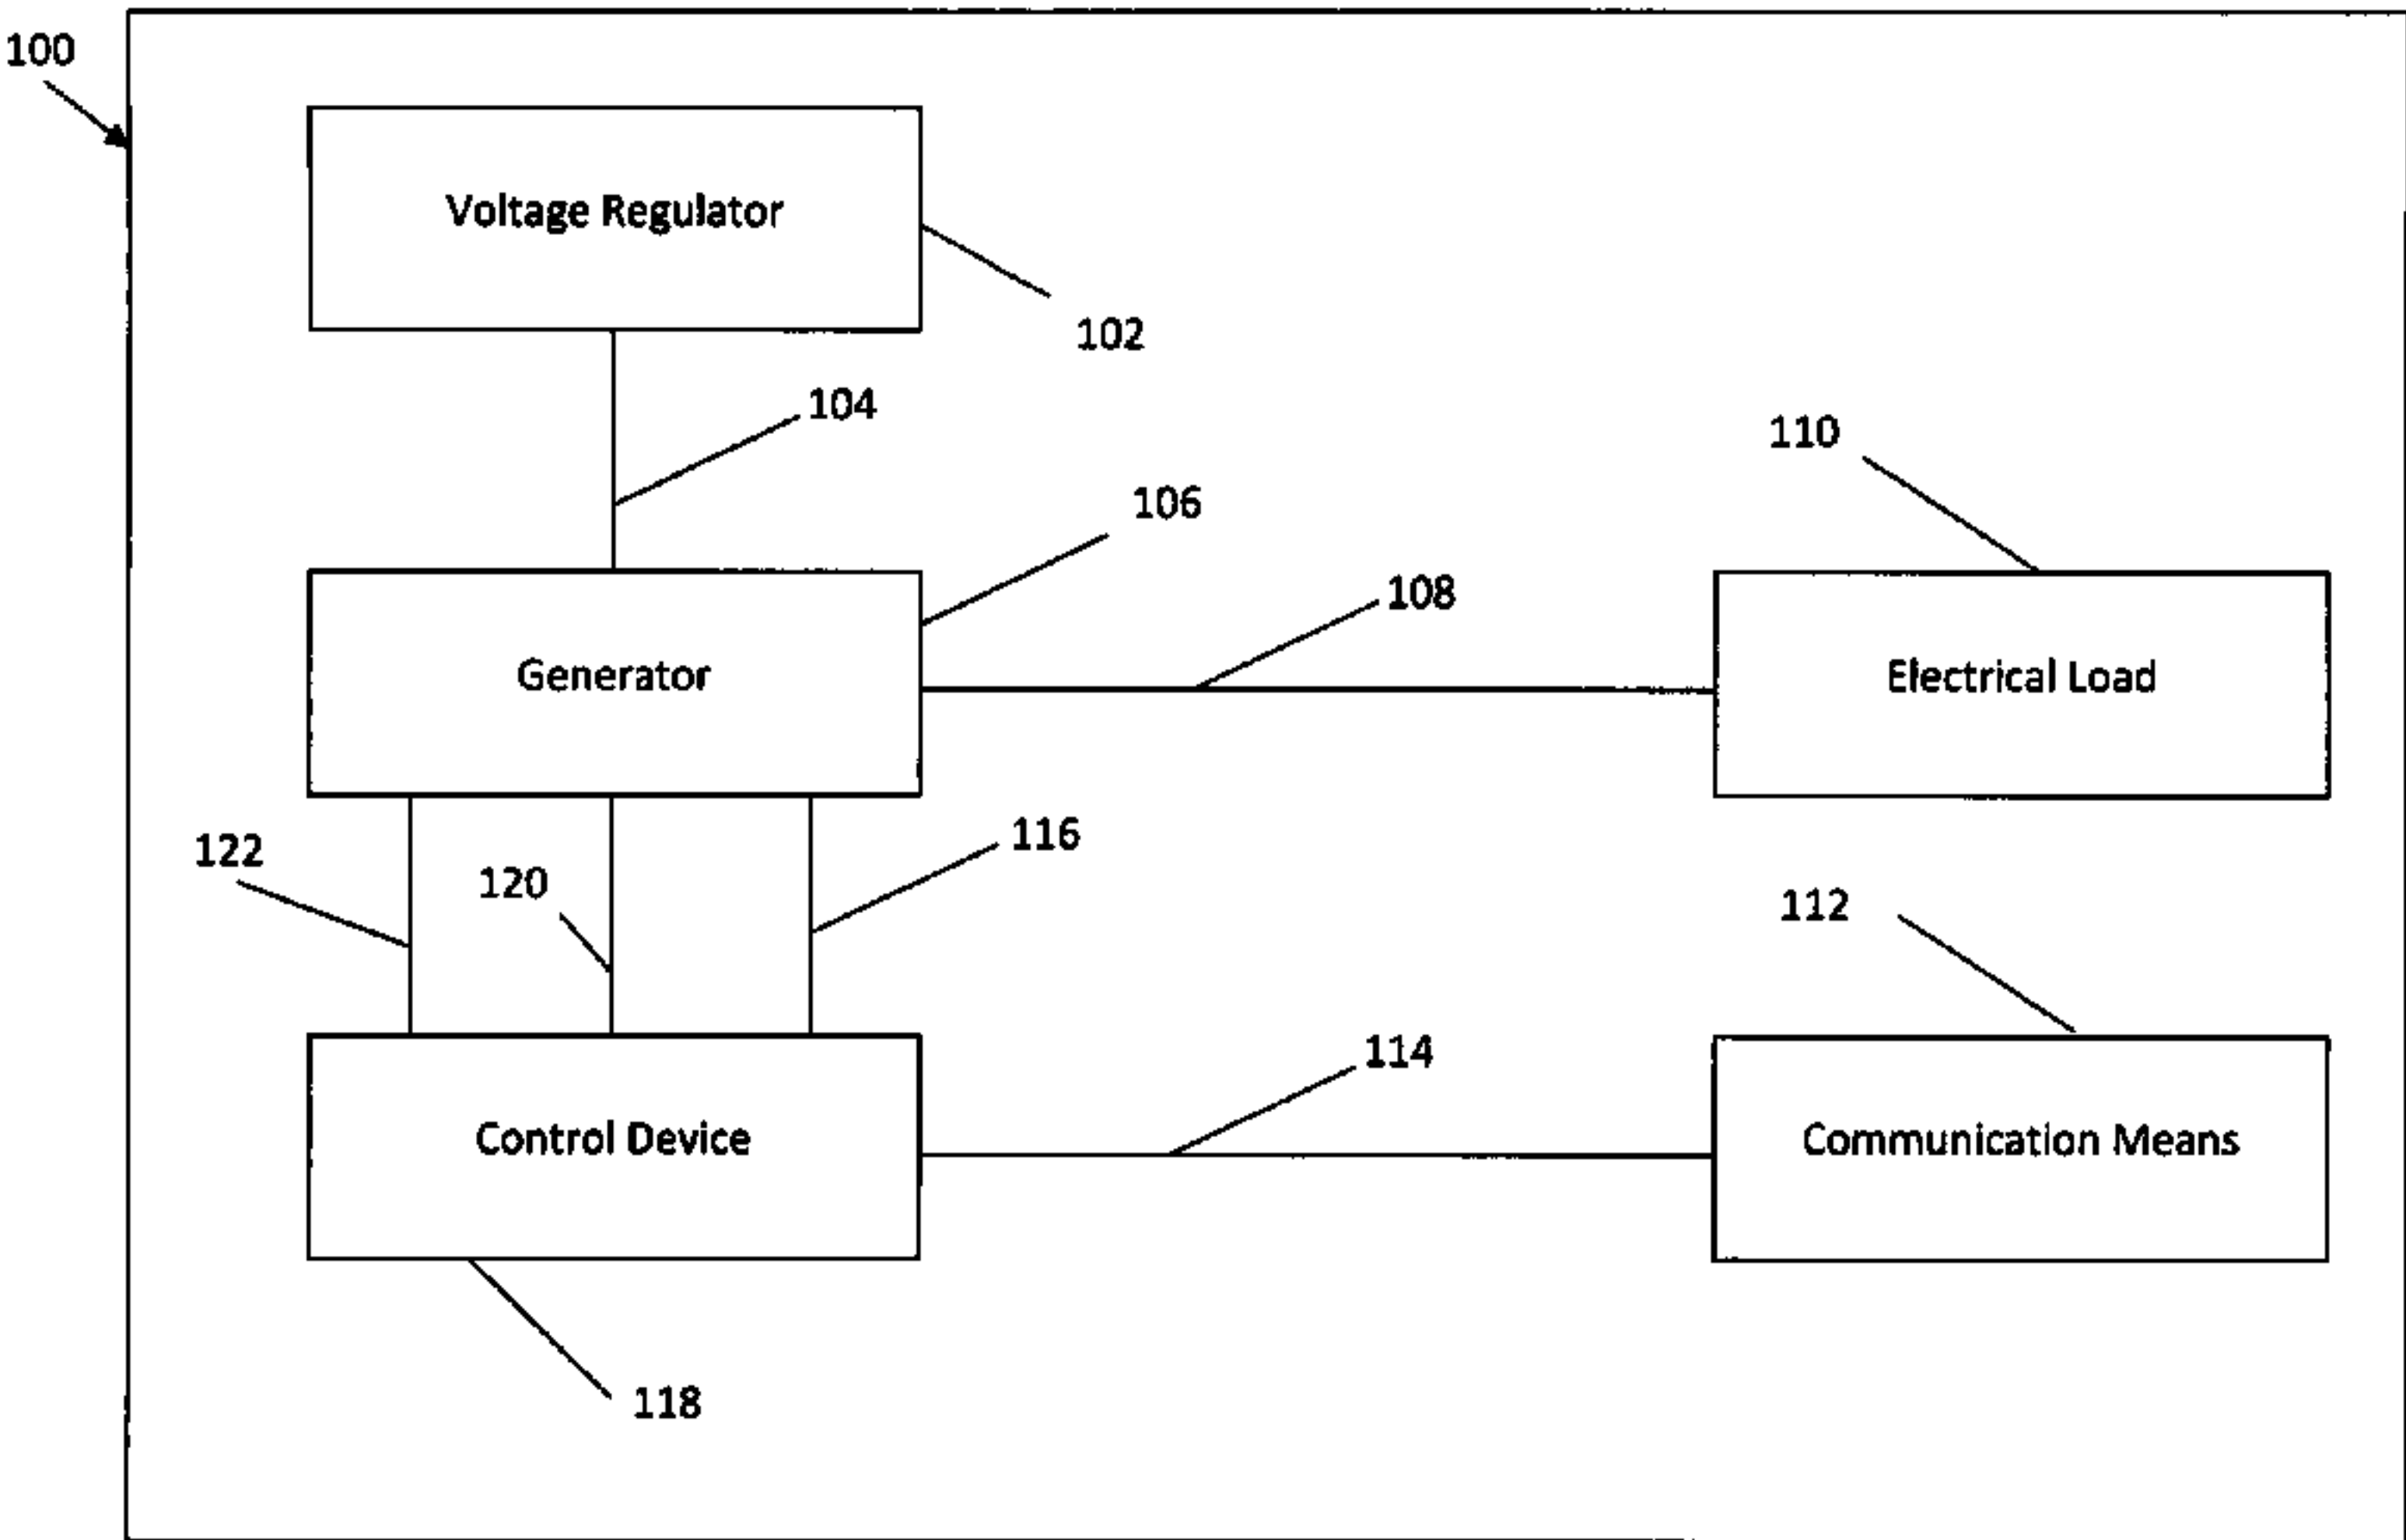 100
Voltage Regulator
102
104
106
110
108
Generator
Electrical Load
122
120
116
112
114
Control Device
Communication Means
118